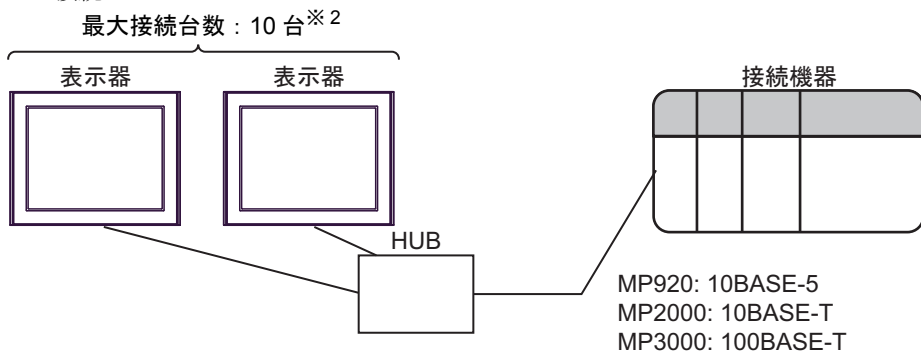 最大接続台数：10 台※2
表示器
表示器
接続機器
HUB
MP920: 10BASE-5
MP2000: 10BASE-T
MP3000: 100BASE-T